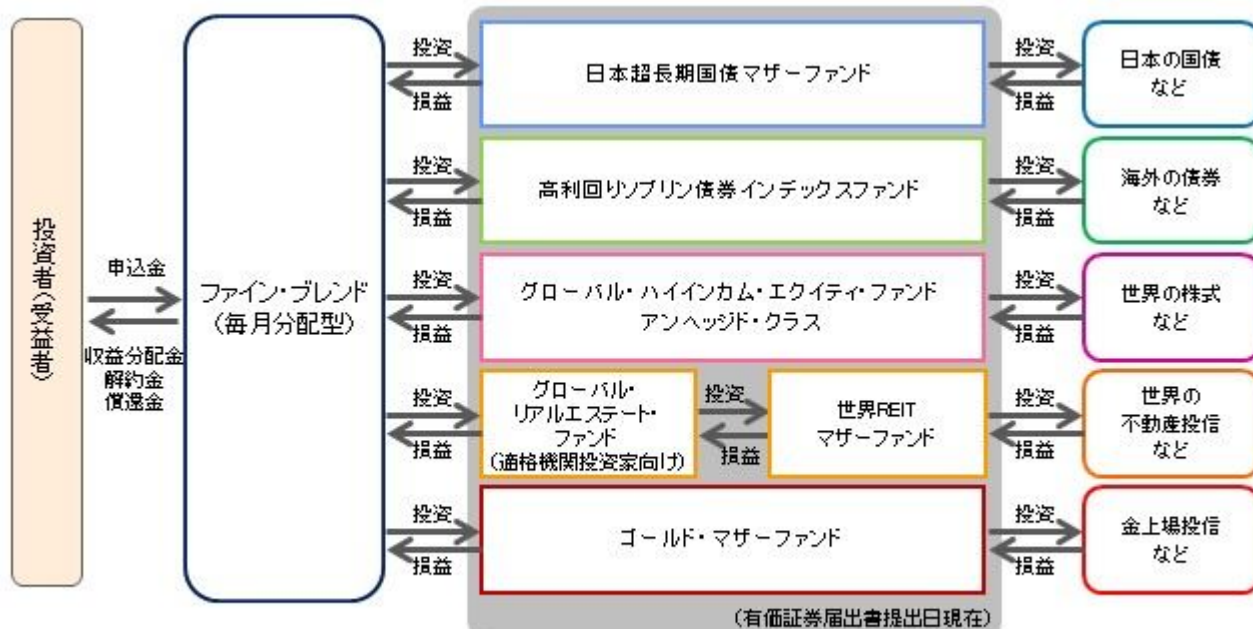 投資者(受益者)
申込金
収益分配金
解約金
償還金
ファイン・ブレンド
(毎月分配型)
投資
損益
日本超長期国債マザーファンド
投資
損益
日本の国債
など
投資
損益
高利回りソブリン債券インデックスファンド
投資
損益
海外の債券
など
投資
損益
グローバル・ハイインカム・エクイティ・ファンド
アンヘッジド・クラス
投資
損益
世界の株式
など
投資
損益
グローバル・
リアルエステート・
ファンド
(適格機関投資家向け)
投資
損益
世界REIT
マザーファンド
投資
損益
世界の
不動産投信
など
投資
損益
ゴールド・マザーファンド
投資
損益
金上場投信
など
(有価証券届出書提出日現在)